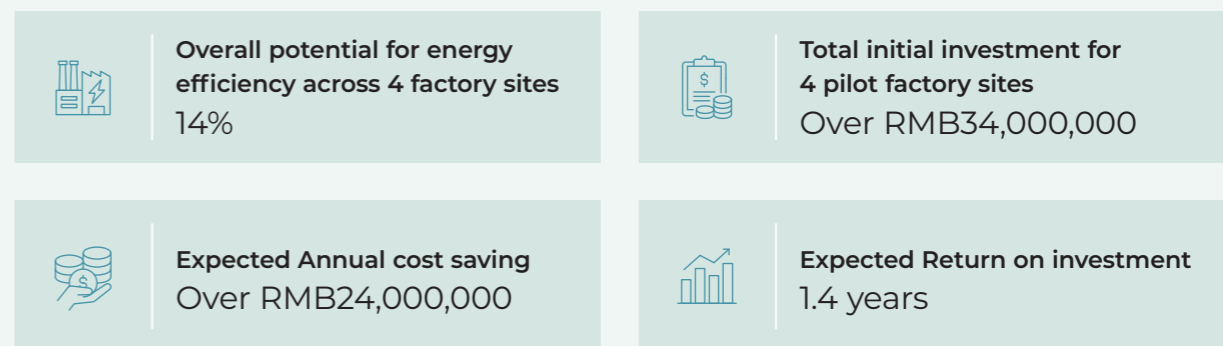 Overall potential for energy
efficiency across 4 factory sites
14%
$
Total initial investment for
4 pilot factory sites
Over RMB34,000,000
$
Expected Annual cost saving
Over RMB24,000,000
Expected Return on investment
1.4 years